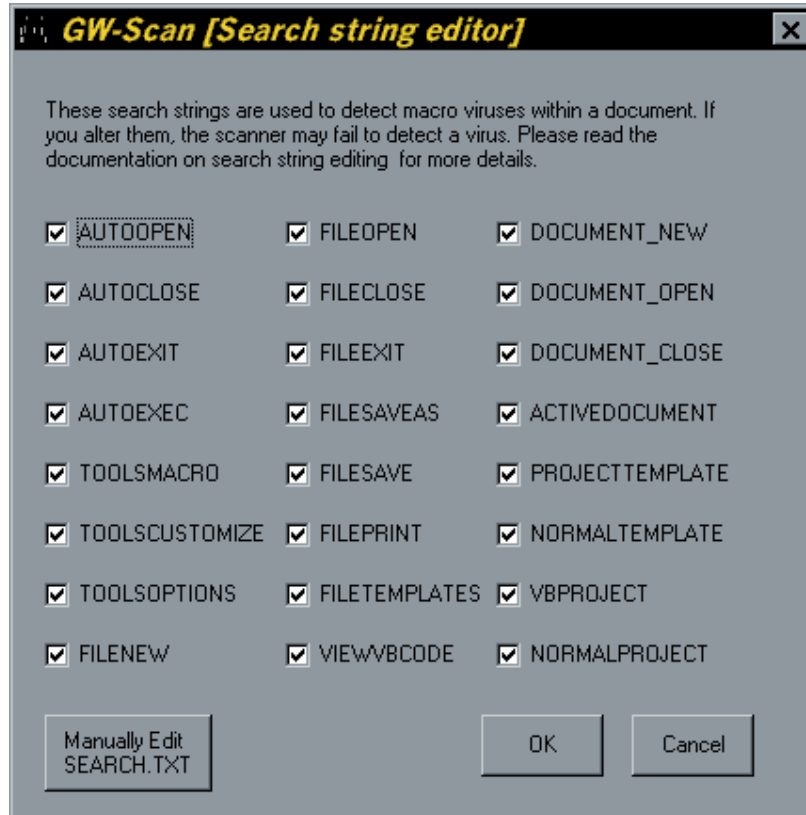 GW-Scan [Search string editor]
These search strings are used to detect macro viruses within a document. If
you alter them, the scanner may fail to detect a virus. Please read the
documentation on search string editing  for more details.
AUTOOPEN FILEOPEN DOCUMENT_NEW
AUTOCLOSE FILECLOSE DOCUMENT_OPEN
AUTOEXIT FILEEXIT DOCUMENT_CLOSE
AUTOEXEC FILESAVEAS ACTIVEDOCUMENT
TOOLSMACRO FILESAVE PROJECTTEMPLATE
TOOLSCUSTOMIZE FILEPRINT NORMALTEMPLATE
TOOLSOPTIONS FILETEMPLATES VBPROJECT
FILENEW VIEWVBCODE NORMALPROJECT
Manually Edit
SEARCH.TXT
OK
Cancel